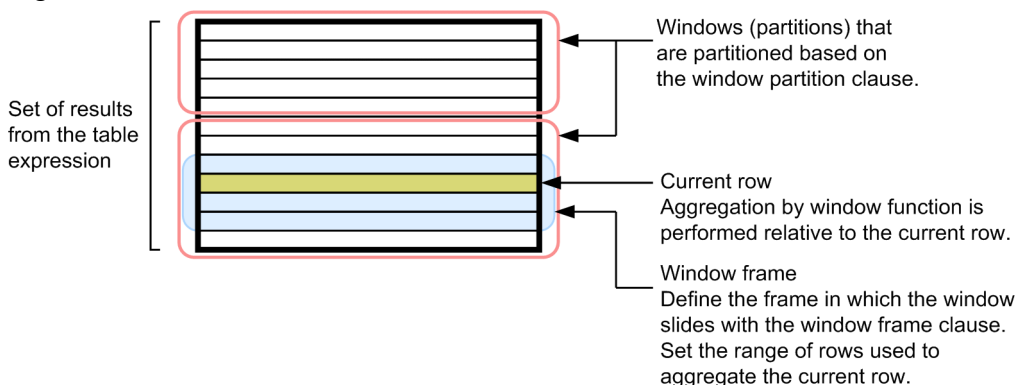 Windows (partitions) that
are partitioned based on
the window partition clause.
Set of results
from the table
expression
Current row
Aggregation by window function is
performed relative to the current row.
Window frame
Define the frame in which the window
slides with the window frame clause.
Set the range of rows used to
aggregate the current row.